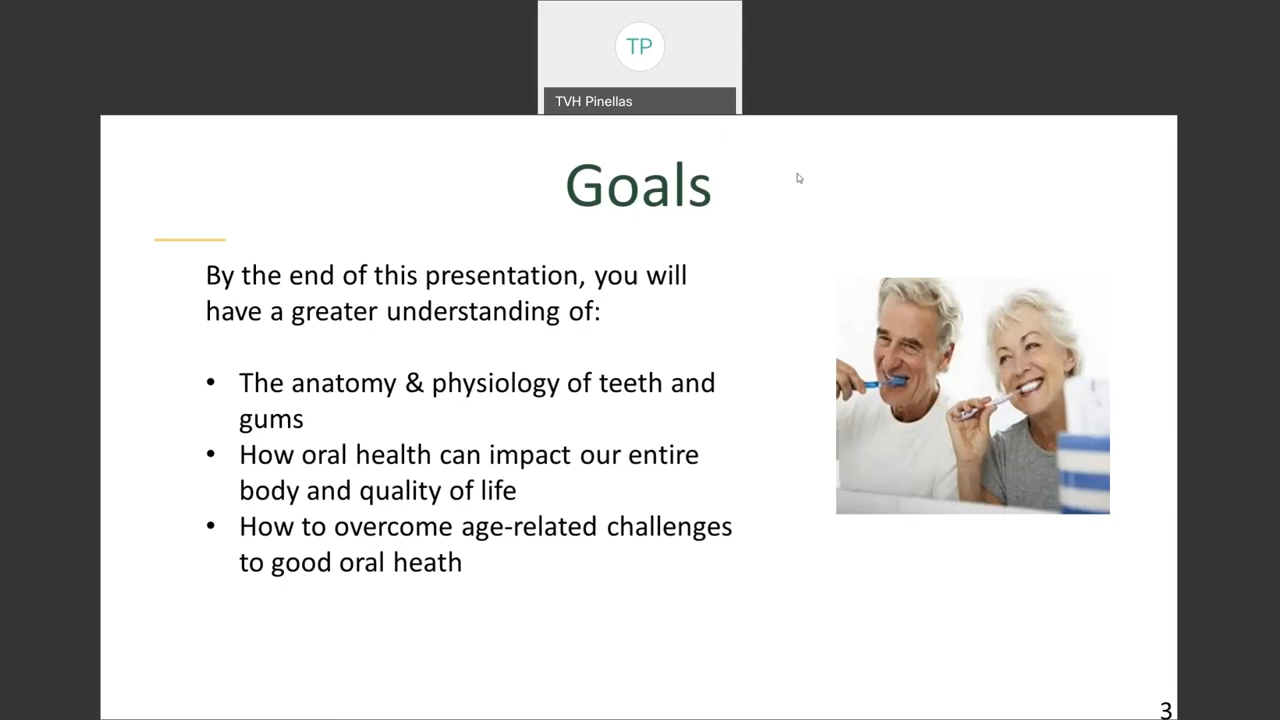 TP
TVH Pinellas
Goals
By the end of this presentation, you will
have a greater understanding of:
• The anatomy & physiology of teeth and
gums
• How oral health can impact our entire
body and quality of life
• How to overcome age-related challenges
to good oral heath
3